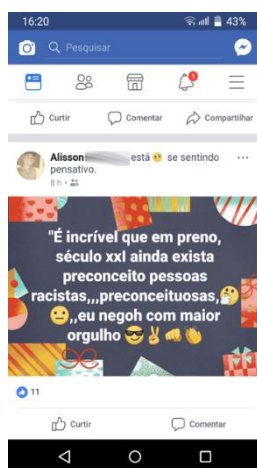 16:20
43%
Pesquisar
1
Curtir
Comentar
Compartilhar
Alisson está se sentindo
pensativo.
8 h
"É incrível que em preno,
século xxl ainda exista
preconceito pessoas
racistas,,,preconceituosas,
,,eu negoh com maior
orgulho
11
Curtir
Comentar